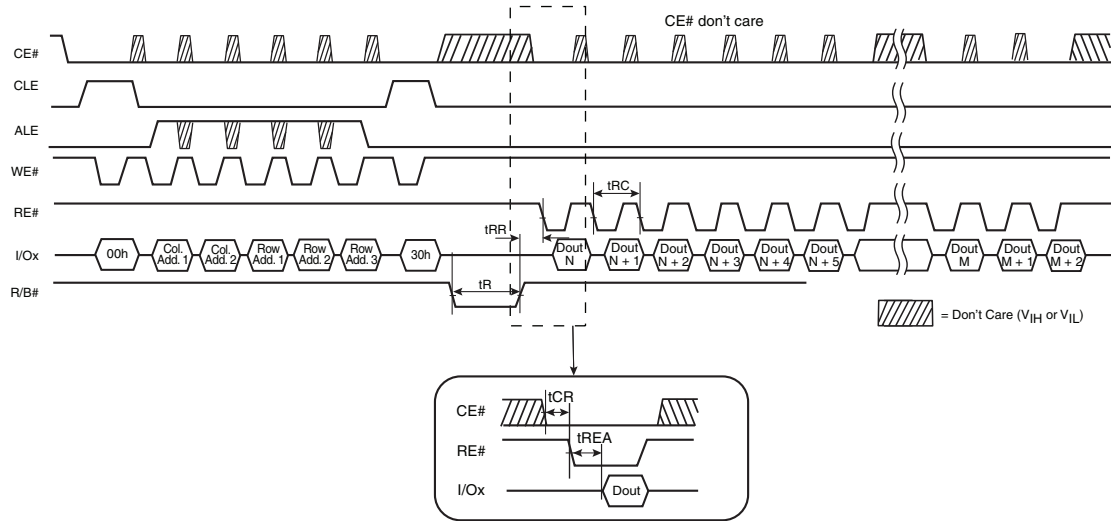 CE# don't care
CE#
CLE
ALE
WE#
tRC
RE#
tRR
I/Ox
00h
Col.
Add. 1
Col.
Add. 2
Row
Add. 1
Row
Add. 2
Row
Add. 3
30h
Dout
N
Dout
N + 1
Dout
N + 2
Dout
N + 3
Dout
N + 4
Dout
N + 5
Dout
M
Dout
M + 1
Dout
M + 2
R/B#
tR
= Don't Care (VIH or VIL)
CE#
tCR
RE#
tREA
I/Ox
Dout